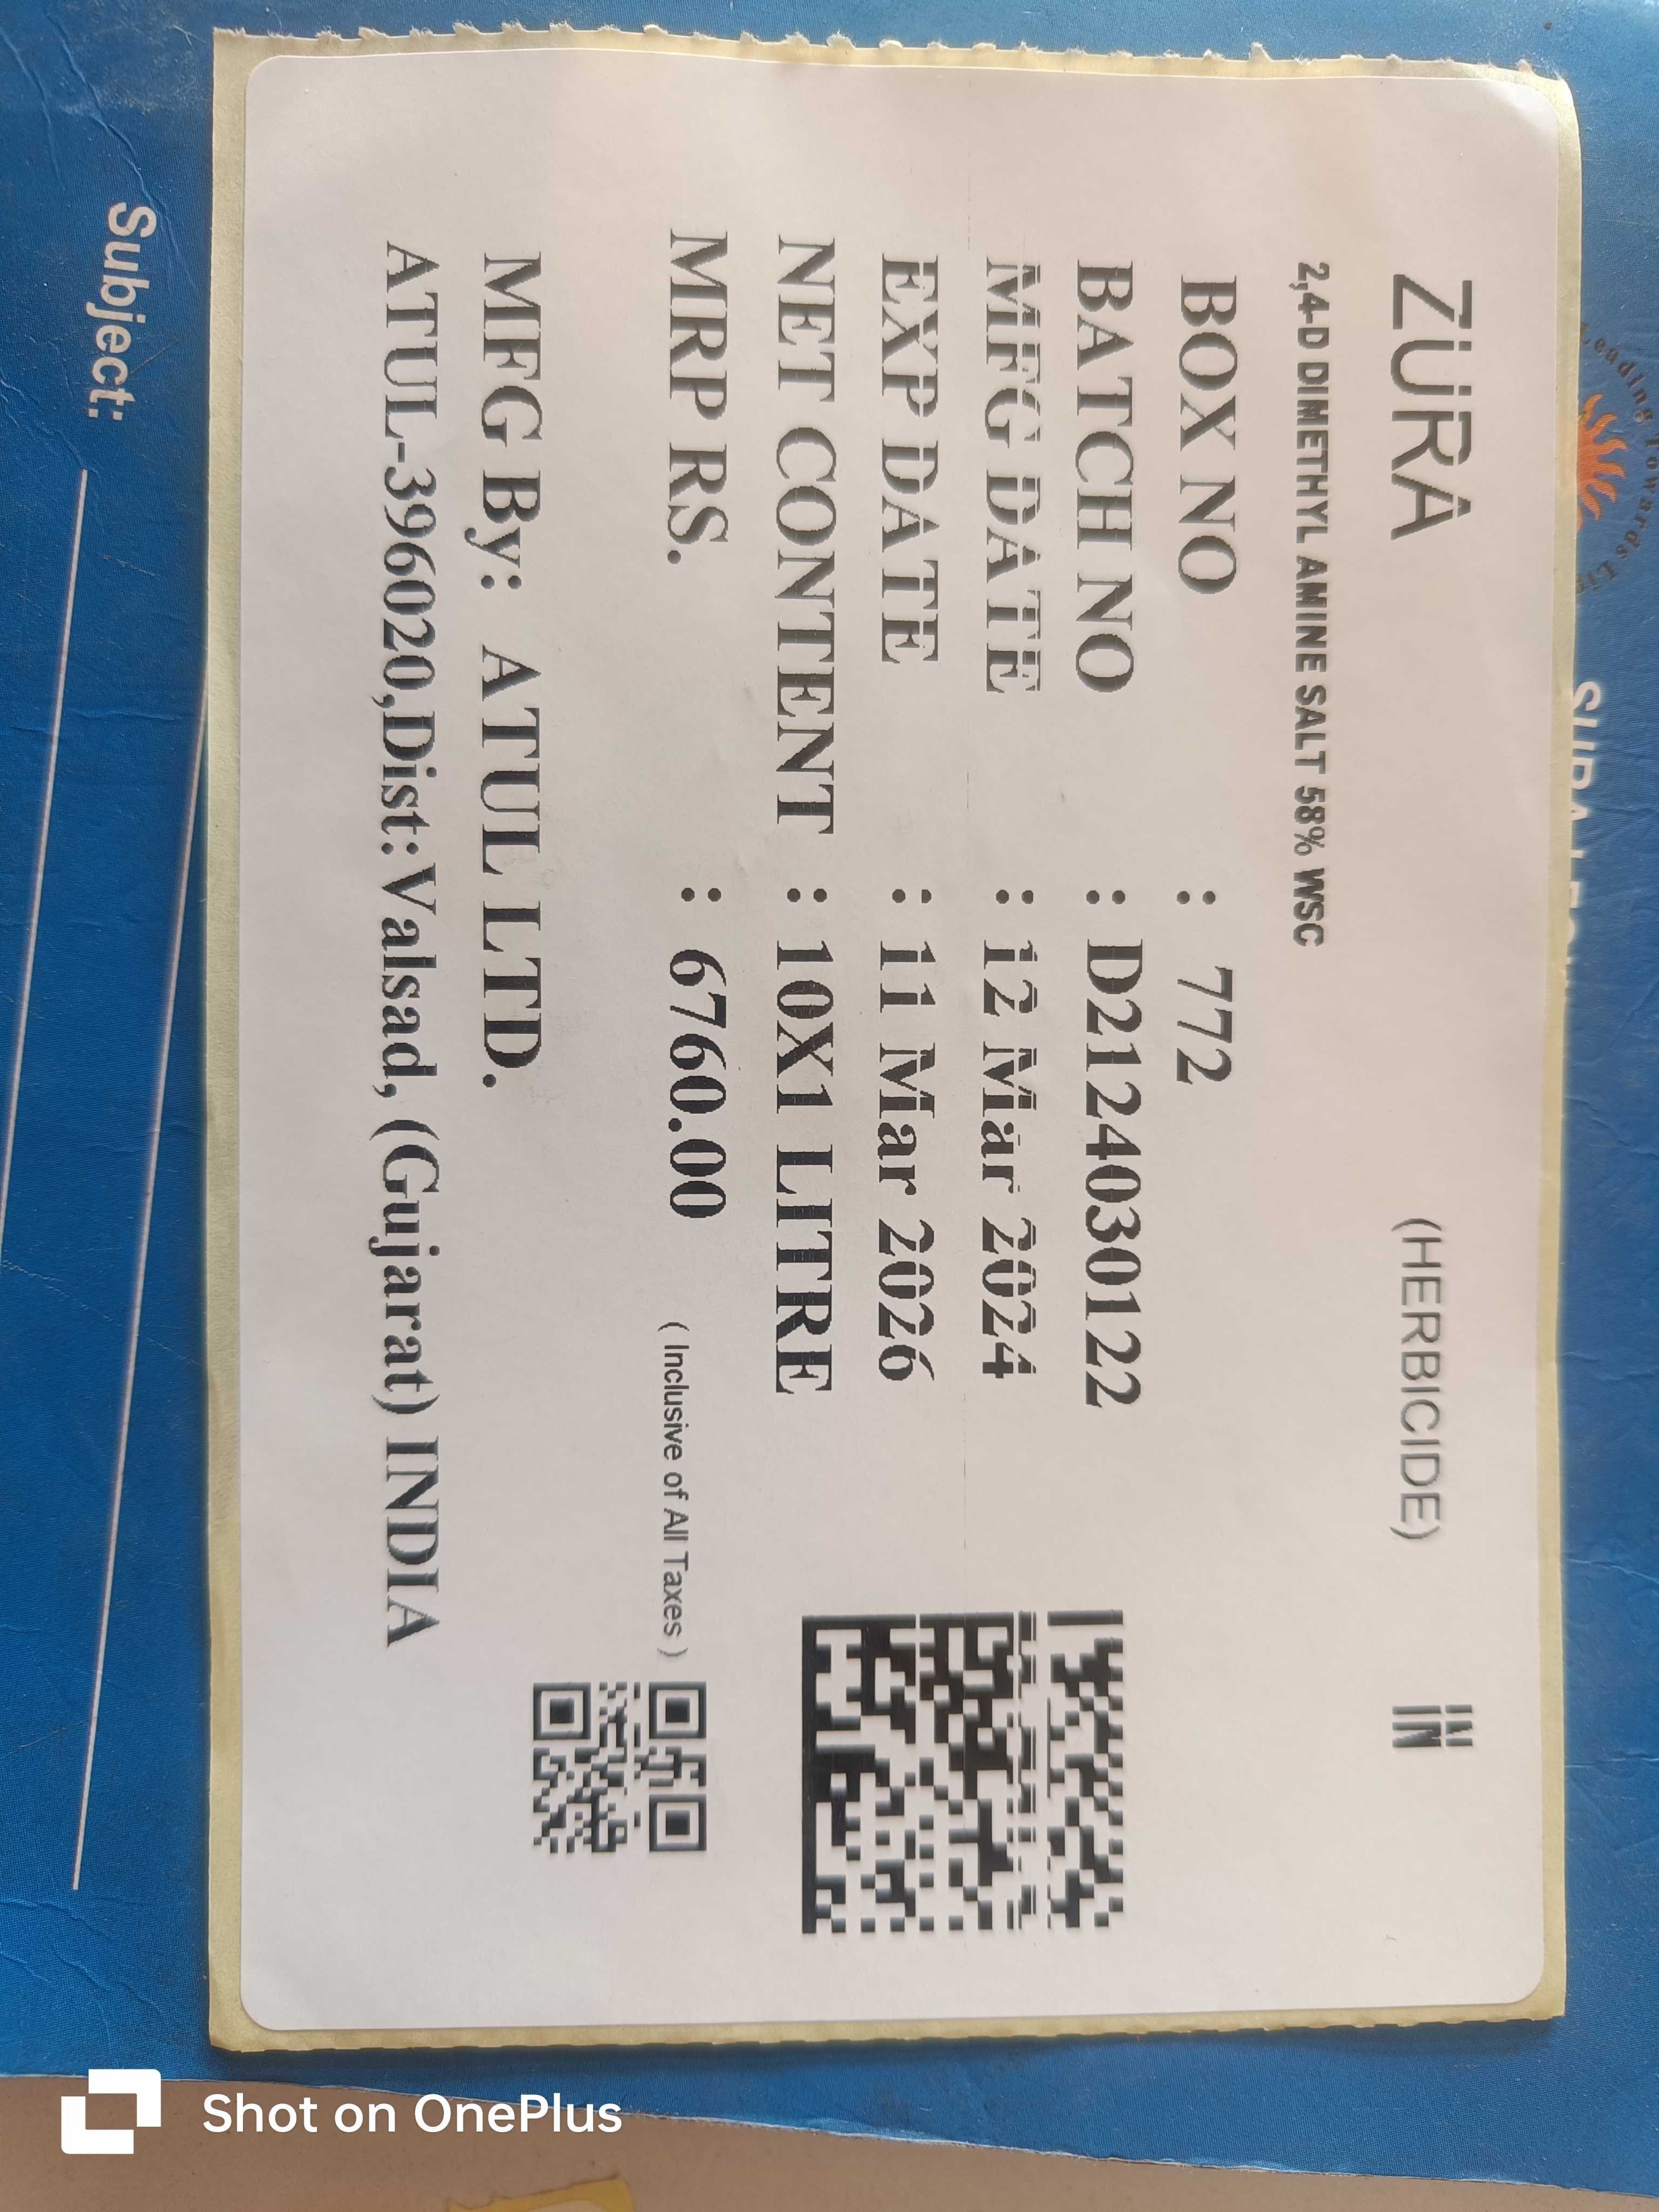 ZURA (HERBICIDE) IN
2,4-D DIMETHYL AMINE SALT 58% WSC
BOX NO : 772
BATCH NO : D2124030122
MFG DATE : 12 Mar 2024
EXP DATE : 11 Mar 2026
NET CONTENT : 10X1 LITRE
MRP RS. : 6760.00 ( Inclusive of All Taxes )
MFG By: ATUL LTD.
ATUL-396020,Dist:Valsad, (Gujarat) INDIA
Subject:
Shot on OnePlus